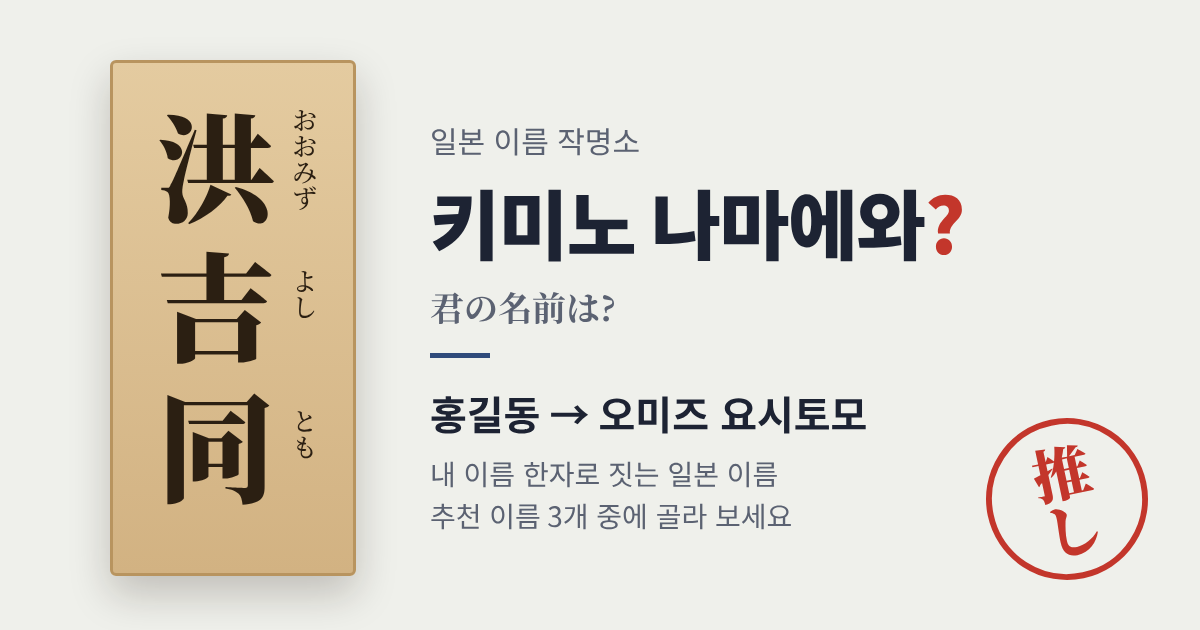 洪吉同
おおみず
よし
とも
일본 이름 작명소
키미노 나마에와?
君の名前は?
홍길동 → 오미즈 요시토모
내 이름 한자로 짓는 일본 이름
추천 이름 3개 중에 골라 보세요
推し